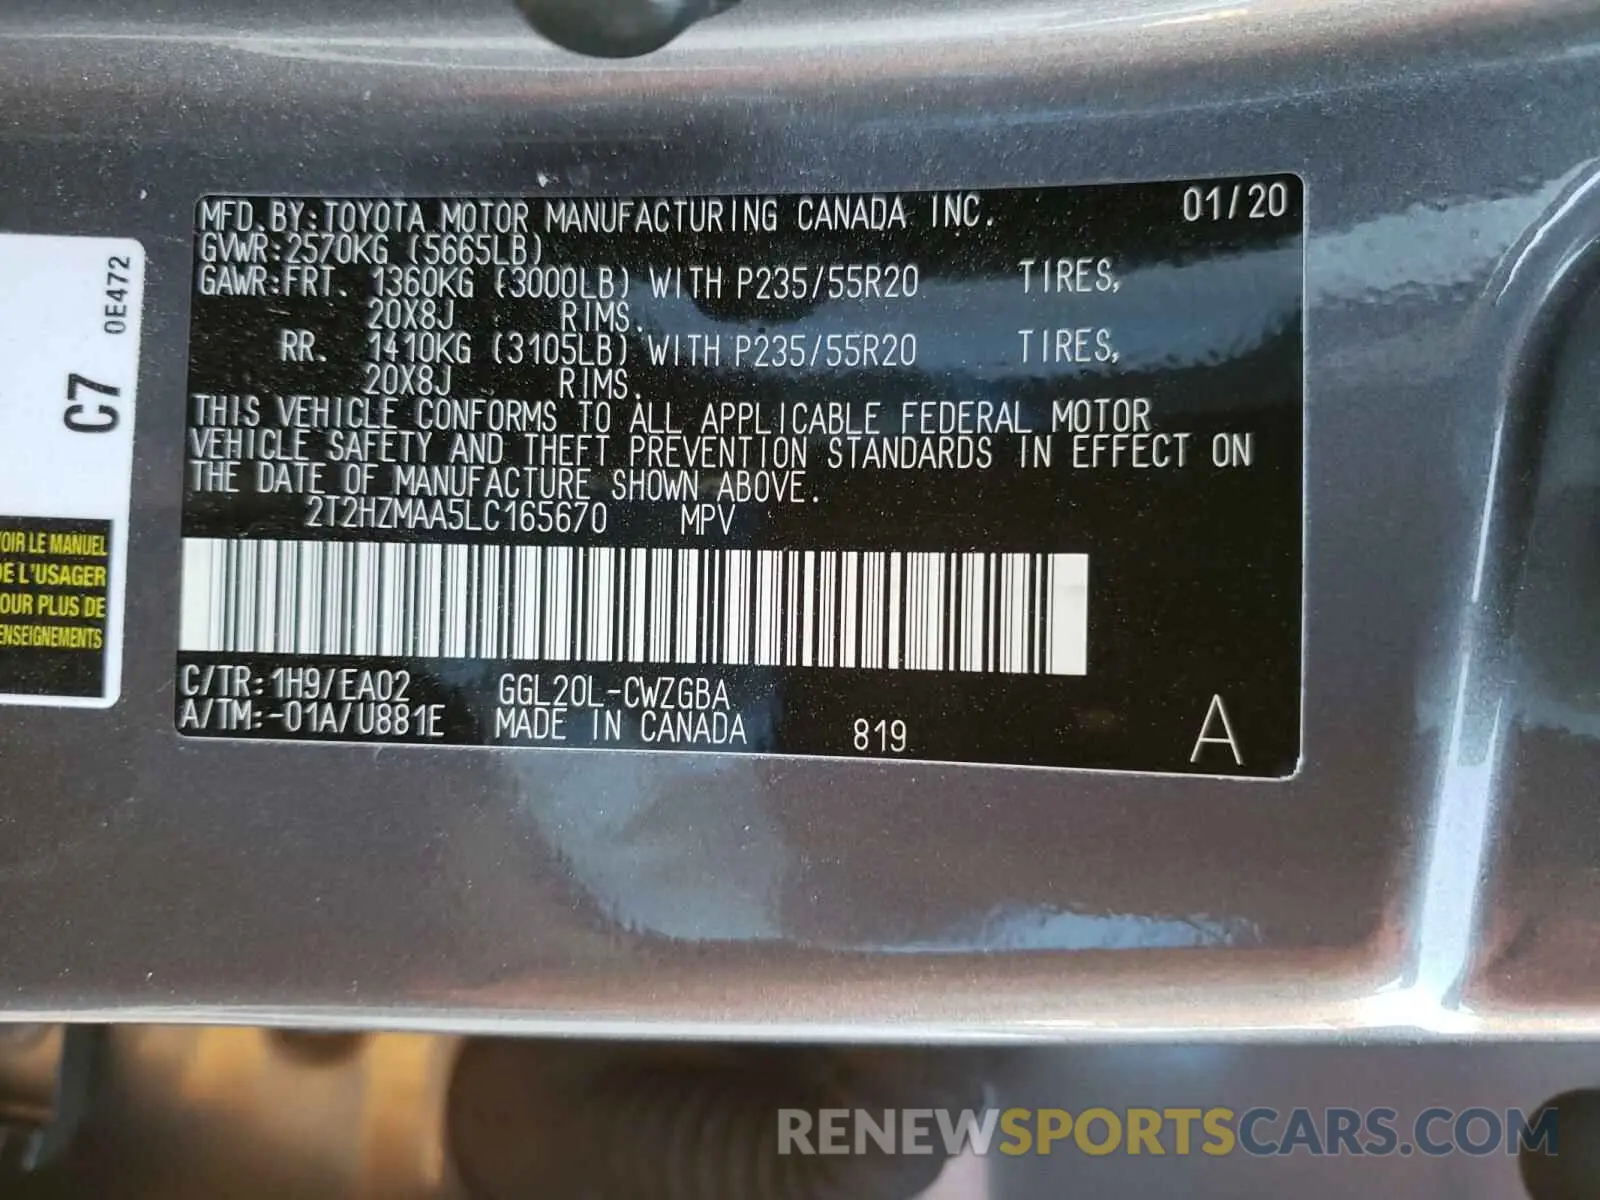 MFD.BY:TOYOTA MOTOR MANUFACTURING CANADA INC. 01/20
GVWR:2570KG (5665LB)
GAWR:FRT. 1360KG (3000LB) WITH P235/55R20 TIRES,
20X8J RIMS.
RR. 1410KG (3105LB) WITH P235/55R20 TIRES,
20X8J RIMS.
THIS VEHICLE CONFORMS TO ALL APPLICABLE FEDERAL MOTOR
VEHICLE SAFETY AND THEFT PREVENTION STANDARDS IN EFFECT ON
THE DATE OF MANUFACTURE SHOWN ABOVE.
2T2HZMAA5LC165670 MPV
C/TR:1H9/EA02 GGL20L-CWZGBA
A/TM:-01A/U881E MADE IN CANADA 819 A
C7 0E472
VOIR LE MANUEL
DE L'USAGER
POUR PLUS DE
RENSEIGNEMENTS
RENEWSPORTSCARS.COM